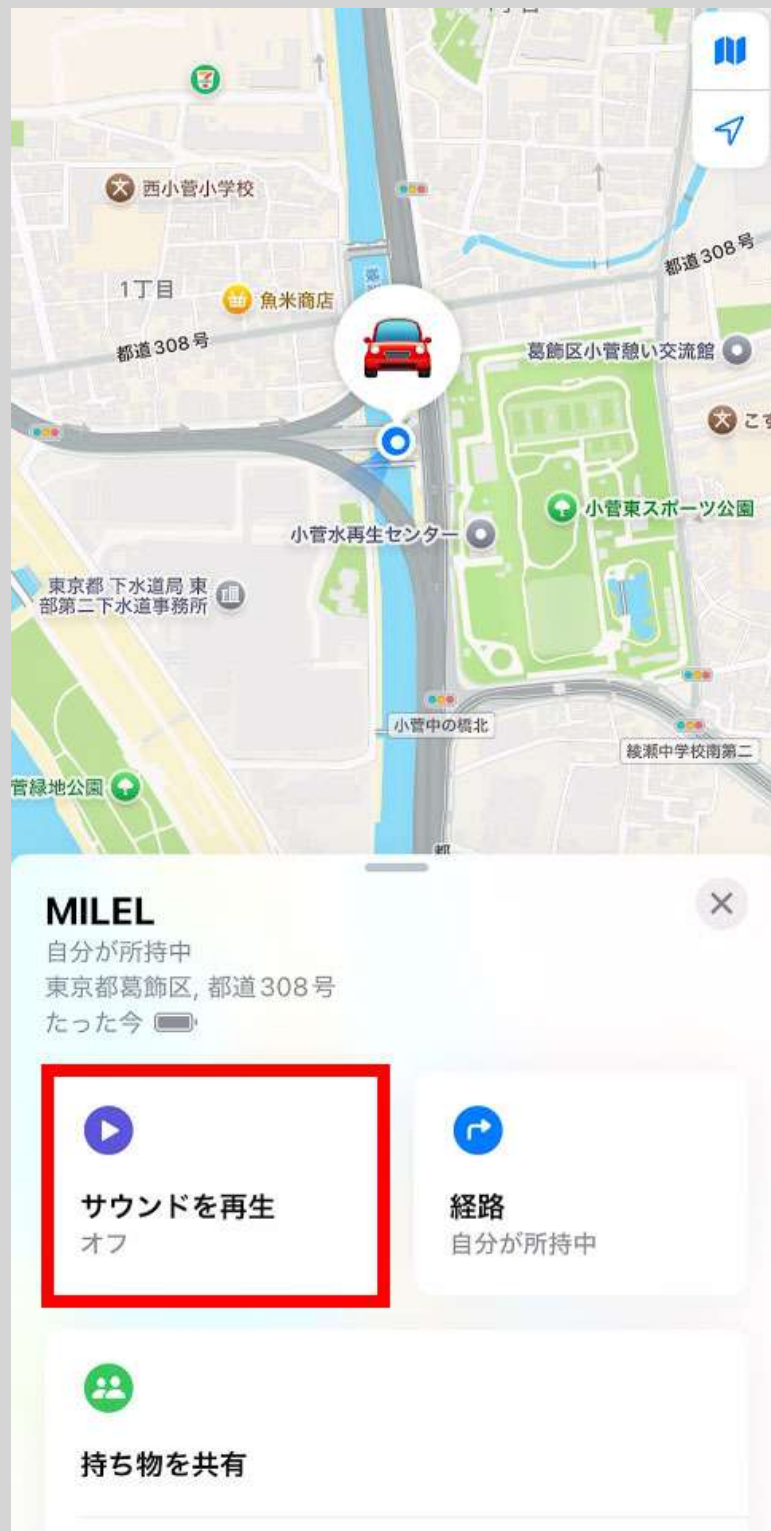 西小菅小学校
1丁目
魚米商店
都道308号
都道308号
葛飾区小菅憩い交流館
こす
小菅東スポーツ公園
小菅水再生センター
東京都 下水道局 東
部第二下水道事務所
小菅中の橋北
綾瀬中学校南第二
菅緑地公園
MILEL
自分が所持中
東京都葛飾区, 都道308号
たった今
サウンドを再生
オフ
経路
自分が所持中
持ち物を共有